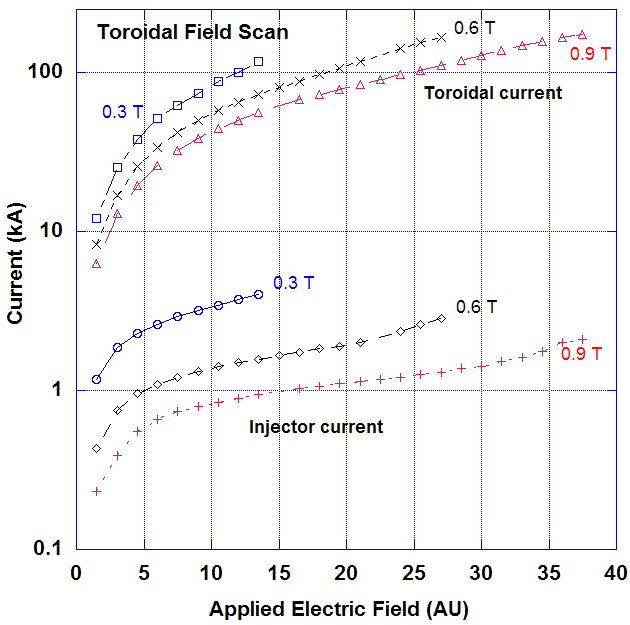 Toroidal Field Scan
0.6 T
0.9 T
100
0.3 T
Toroidal current
10
Current (kA)
0.3 T
0.6 T
1
0.9 T
Injector current
0.1
0 5 10 15 20 25 30 35 40
Applied Electric Field (AU)